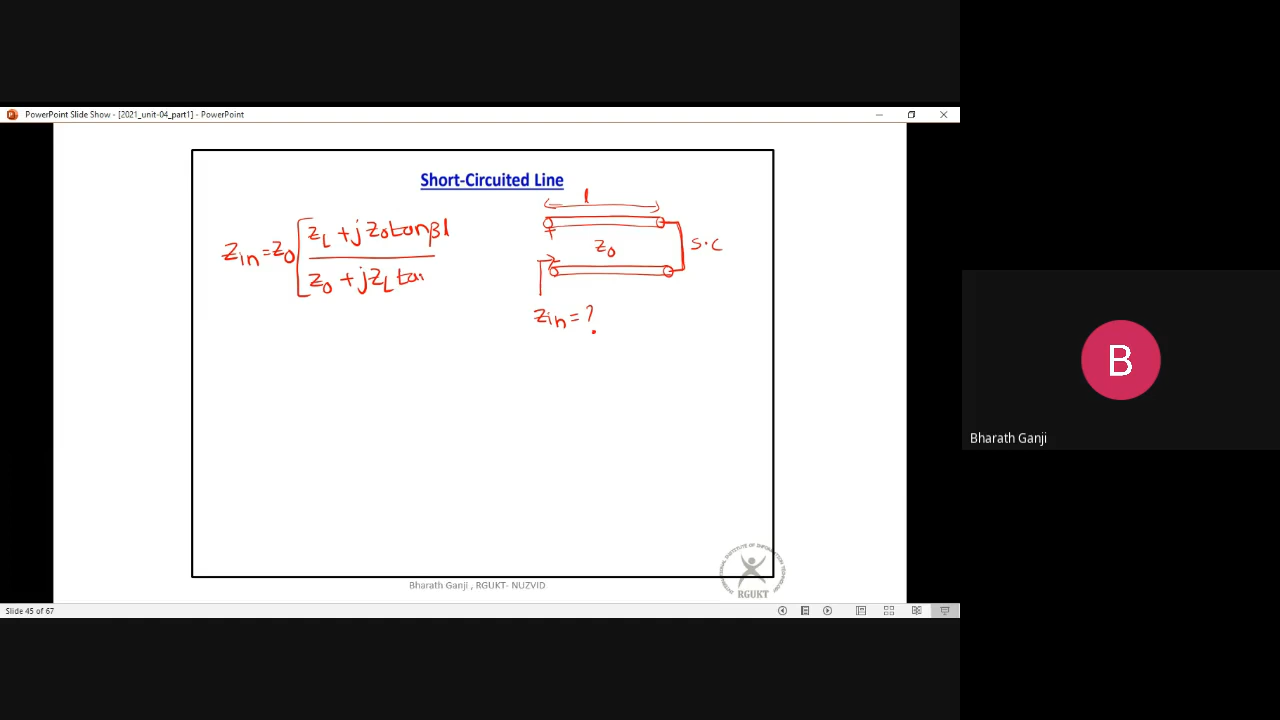 PowerPoint Slide Show - [2021_unit-04_part1] - PowerPoint
Short-Circuited Line
l
Zin = Z0 [ ZL + j Z0 tanβl
Z0 + j ZL tan
Z0
S.C
Zin = ?
B
Bharath Ganji
RGUKT
Bharath Ganji , RGUKT- NUZVID
Slide 45 of 67